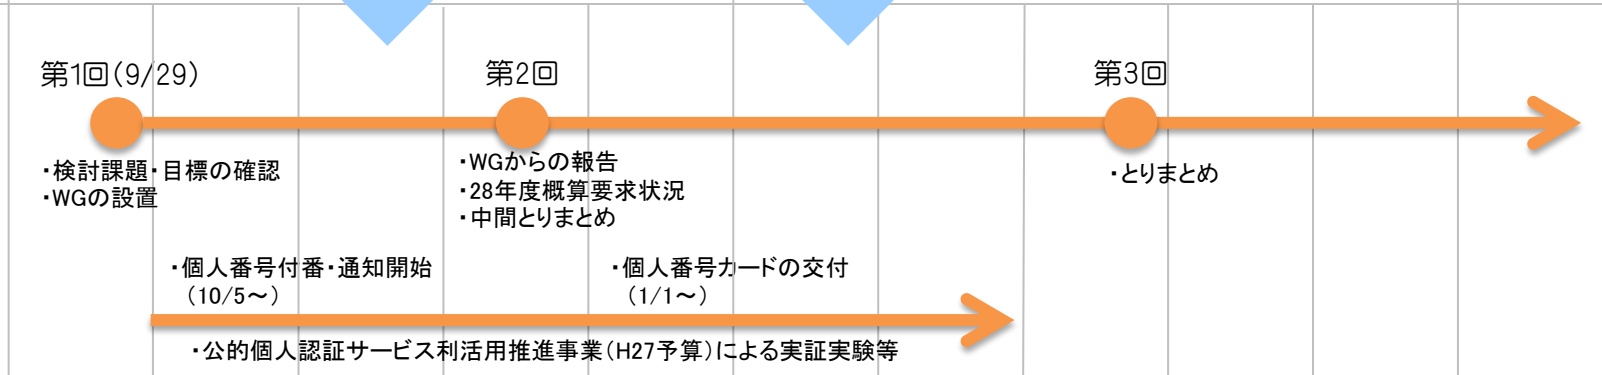 第1回(9/29)
第2回
第3回
・検討課題・目標の確認
・WGの設置
・WGからの報告
・28年度概算要求状況
・中間とりまとめ
・とりまとめ
・個人番号付番・通知開始
（10/5～）
・個人番号カードの交付
（1/1～）
・公的個人認証サービス利活用推進事業（H27予算）による実証実験等